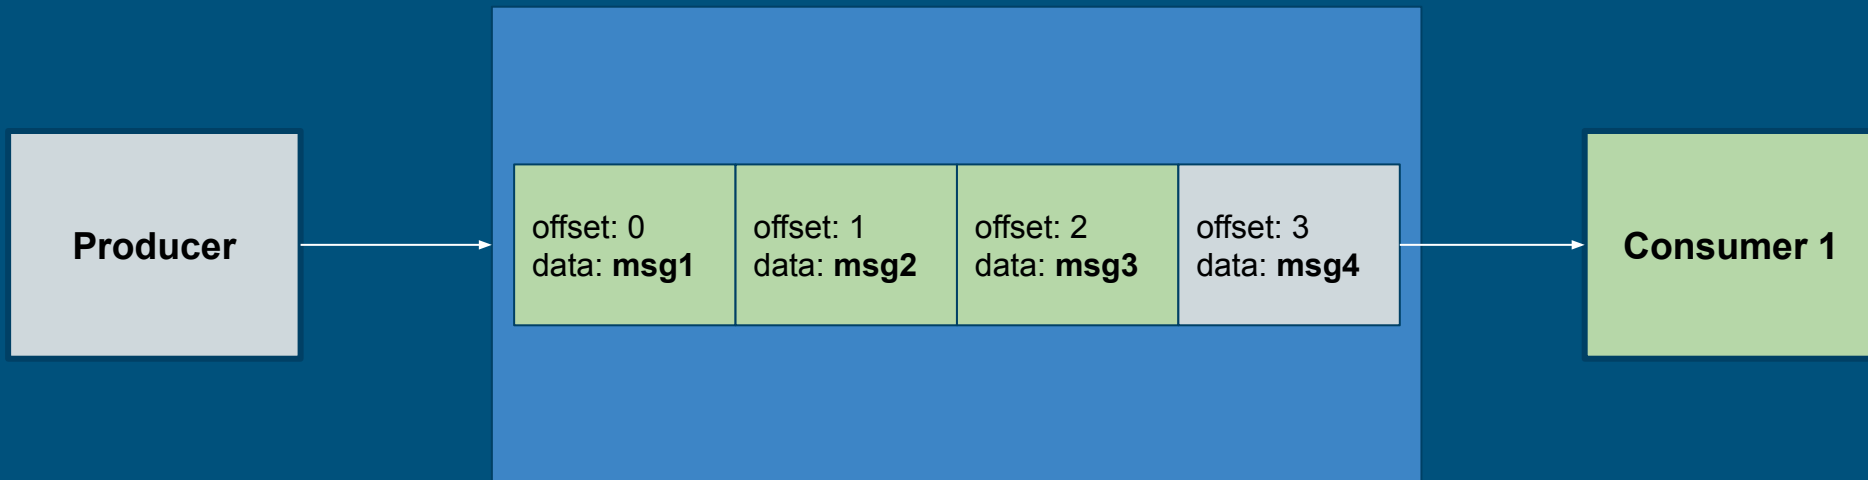 Producer
offset: 0
data: msg1
offset: 1
data: msg2
offset: 2
data: msg3
offset: 3
data: msg4
Consumer 1